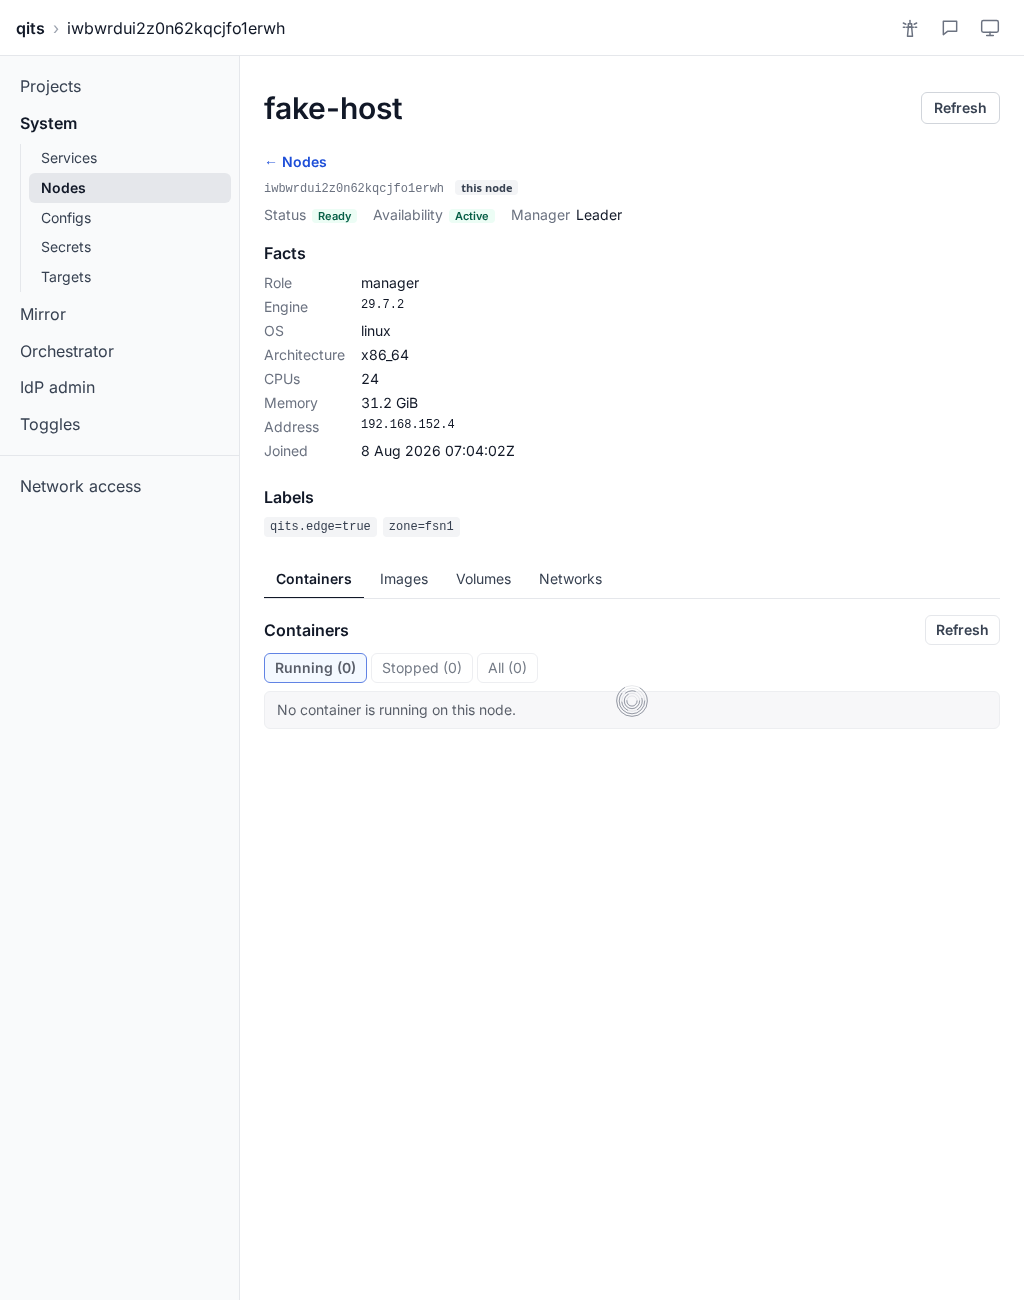 qits › iwbwrdui2z0n62kqcjfo1erwh
Projects
System
Services
Nodes
Configs
Secrets
Targets
Mirror
Orchestrator
IdP admin
Toggles
Network access
fake-host
Refresh
← Nodes
iwbwrdui2z0n62kqcjfo1erwh this node
Status Ready Availability Active Manager Leader
Facts
Role manager
Engine 29.7.2
OS linux
Architecture x86_64
CPUs 24
Memory 31.2 GiB
Address 192.168.152.4
Joined 8 Aug 2026 07:04:02Z
Labels
qits.edge=true zone=fsn1
Containers Images Volumes Networks
Containers
Refresh
Running (0) Stopped (0) All (0)
No container is running on this node.